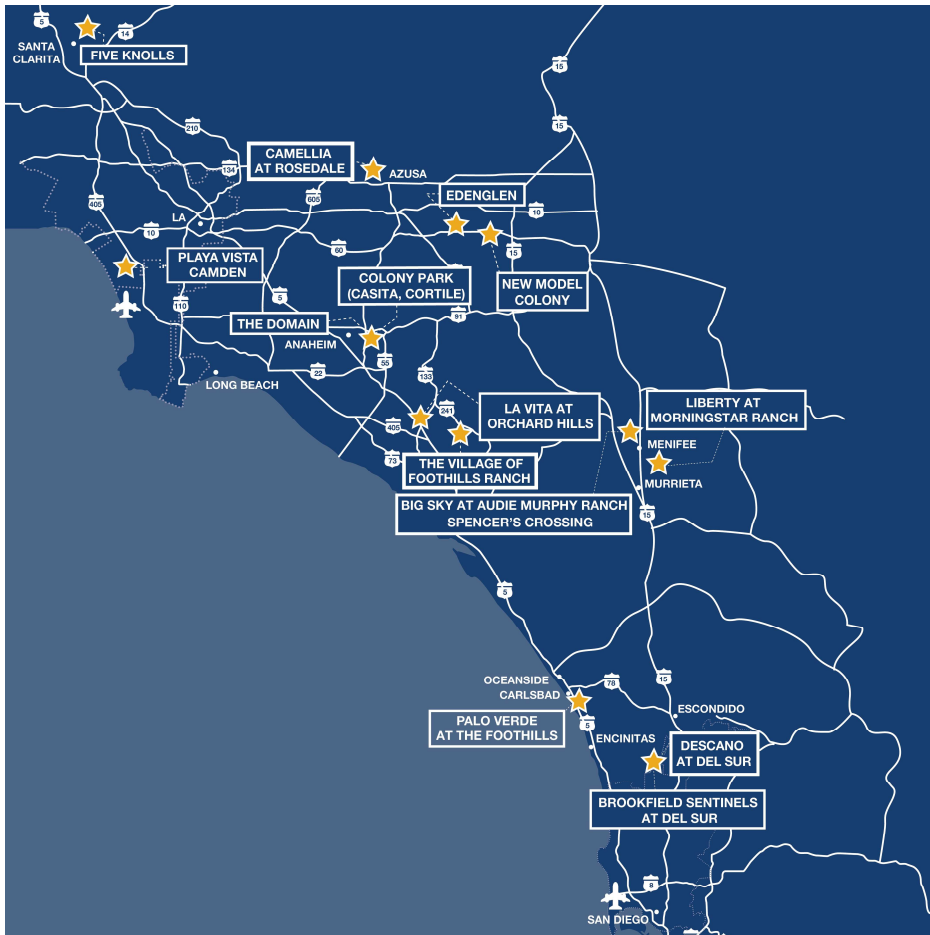 5
14
SANTA
CLARITA
FIVE KNOLLS
15
15
210
CAMELLIA
AT ROSEDALE
134
AZUSA
605
EDENGLEN
405
LA
10
10
60
15
PLAYA VISTA
CAMDEN
COLONY PARK
(CASITA, CORTILE)
NEW MODEL
COLONY
5
110
91
THE DOMAIN
ANAHEIM
55
22
133
LONG BEACH
241
LA VITA AT
ORCHARD HILLS
LIBERTY AT
MORNINGSTAR RANCH
405
MENIFEE
73
THE VILLAGE OF
FOOTHILLS RANCH
MURRIETA
BIG SKY AT AUDIE MURPHY RANCH
SPENCER'S CROSSING
15
5
OCEANSIDE
CARLSBAD
78
15
PALO VERDE
AT THE FOOTHILLS
5
ESCONDIDO
ENCINITAS
DESCANO
AT DEL SUR
BROOKFIELD SENTINELS
AT DEL SUR
8
SAN DIEGO